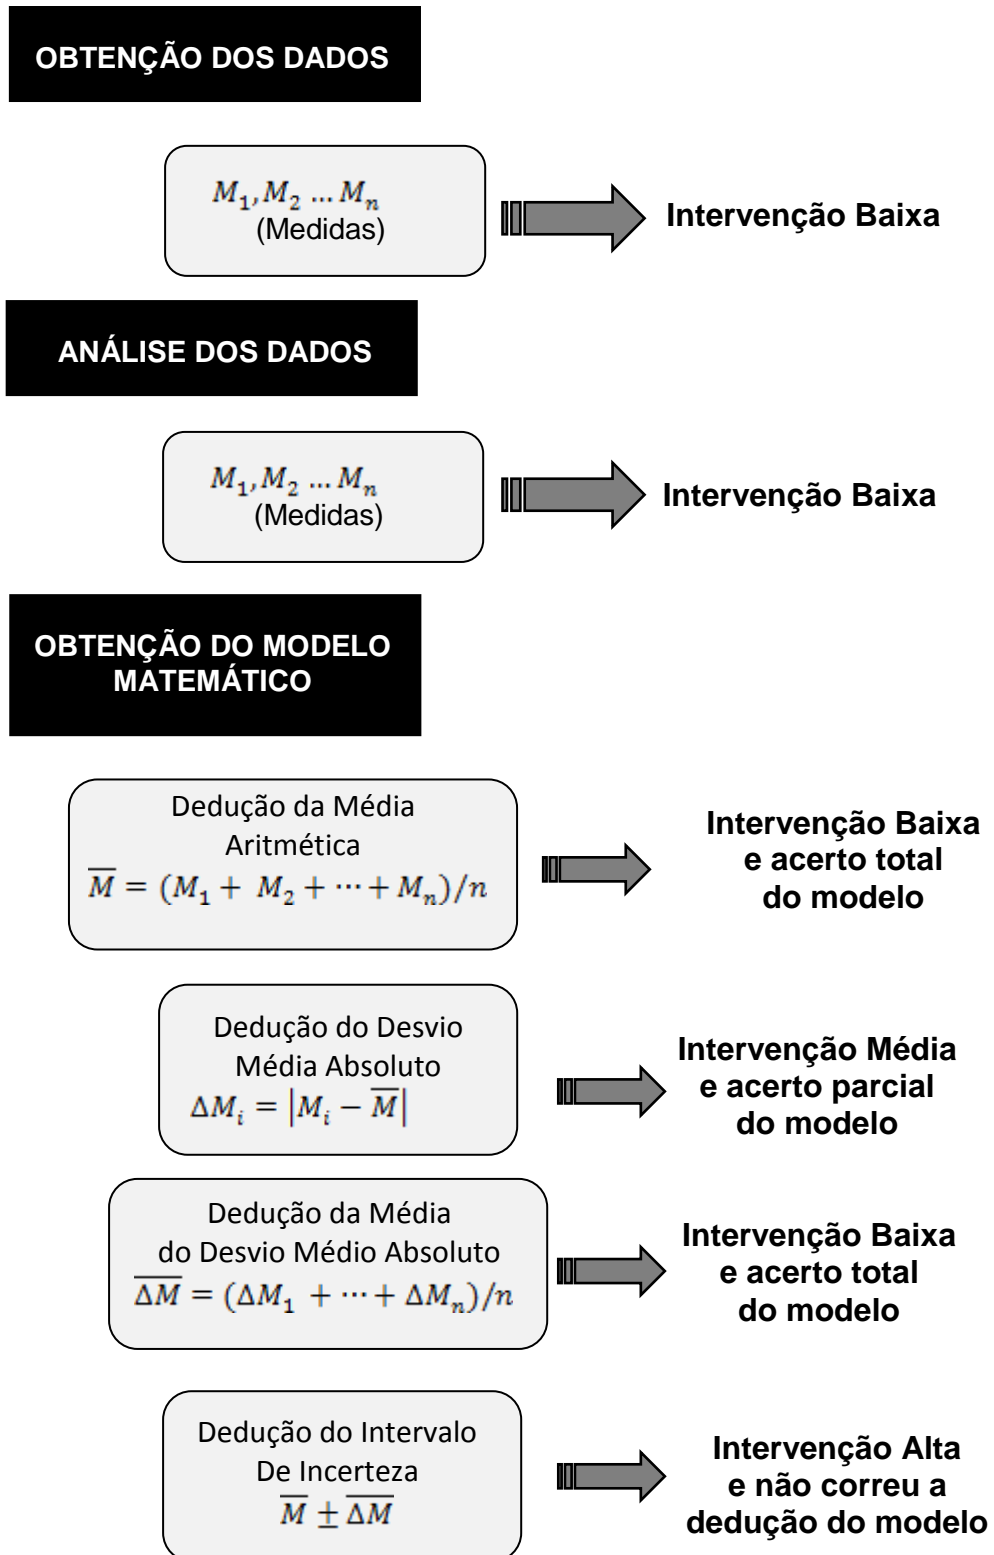 OBTENÇÃO DOS DADOS
M₁, M₂ ... Mₙ
(Medidas)
Intervenção Baixa
ANÁLISE DOS DADOS
M₁, M₂ ... Mₙ
(Medidas)
Intervenção Baixa
OBTENÇÃO DO MODELO
MATEMÁTICO
Dedução da Média
Aritmética
M̅ = (M₁ + M₂ + ⋯ + Mₙ)/n
Intervenção Baixa
e acerto total
do modelo
Dedução do Desvio
Média Absoluto
ΔMᵢ = |Mᵢ − M̅|
Intervenção Média
e acerto parcial
do modelo
Dedução da Média
do Desvio Médio Absoluto
Δ̅M̅ = (ΔM₁ + ⋯ + ΔMₙ)/n
Intervenção Baixa
e acerto total
do modelo
Dedução do Intervalo
De Incerteza
M̅ ± Δ̅M̅
Intervenção Alta
e não correu a
dedução do modelo